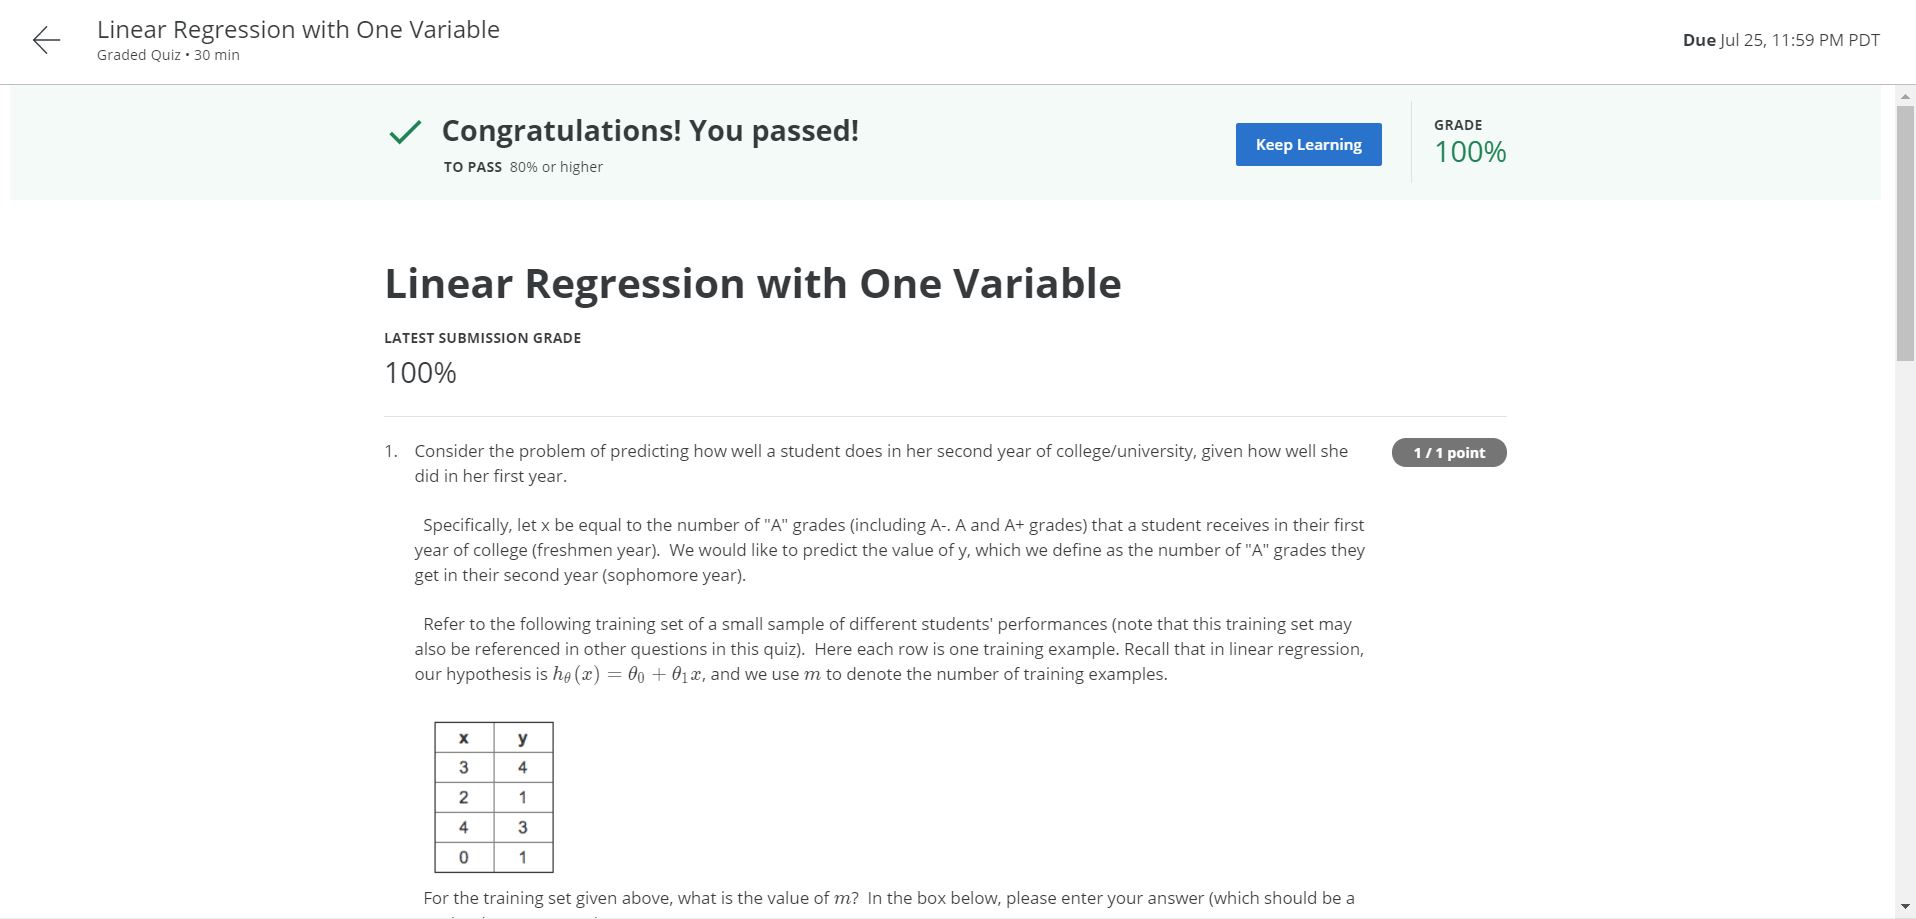 Linear Regression with One Variable
Graded Quiz • 30 min
Due Jul 25, 11:59 PM PDT
Congratulations! You passed!
TO PASS 80% or higher
Keep Learning
GRADE
100%
Linear Regression with One Variable
LATEST SUBMISSION GRADE
100%
1. Consider the problem of predicting how well a student does in her second year of college/university, given how well she
did in her first year.
1 / 1 point
Specifically, let x be equal to the number of "A" grades (including A-. A and A+ grades) that a student receives in their first
year of college (freshmen year).  We would like to predict the value of y, which we define as the number of "A" grades they
get in their second year (sophomore year).
Refer to the following training set of a small sample of different students' performances (note that this training set may
also be referenced in other questions in this quiz).  Here each row is one training example. Recall that in linear regression,
our hypothesis is hθ(x) = θ0 + θ1x, and we use m to denote the number of training examples.
x y
3 4
2 1
4 3
0 1
For the training set given above, what is the value of m?  In the box below, please enter your answer (which should be a